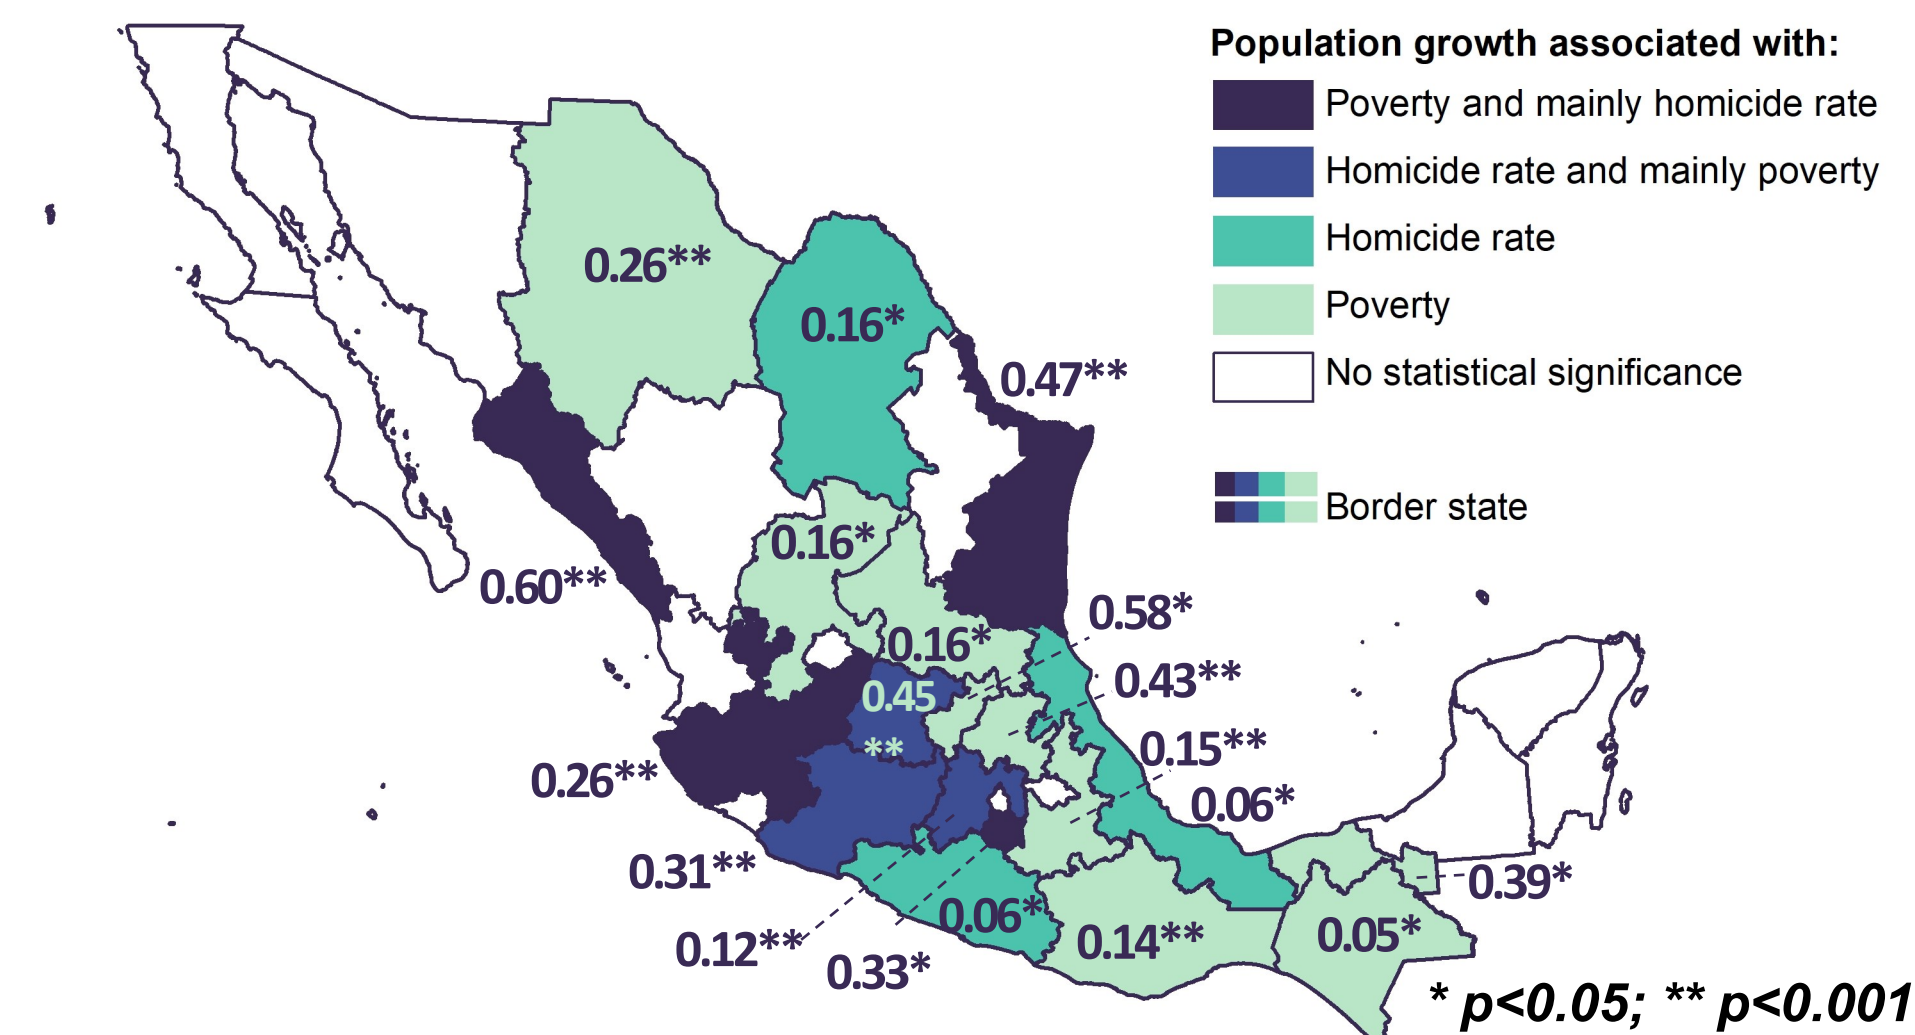 Population growth associated with:
Poverty and mainly homicide rate
Homicide rate and mainly poverty
Homicide rate
Poverty
No statistical significance
Border state
0.26**
0.16*
0.47**
0.16*
0.60**
0.58*
0.16*
0.43**
0.45
**
0.15**
0.26**
0.06*
0.31**
0.39*
0.06*
0.14**
0.05*
0.12**
0.33*
* p<0.05; ** p<0.001